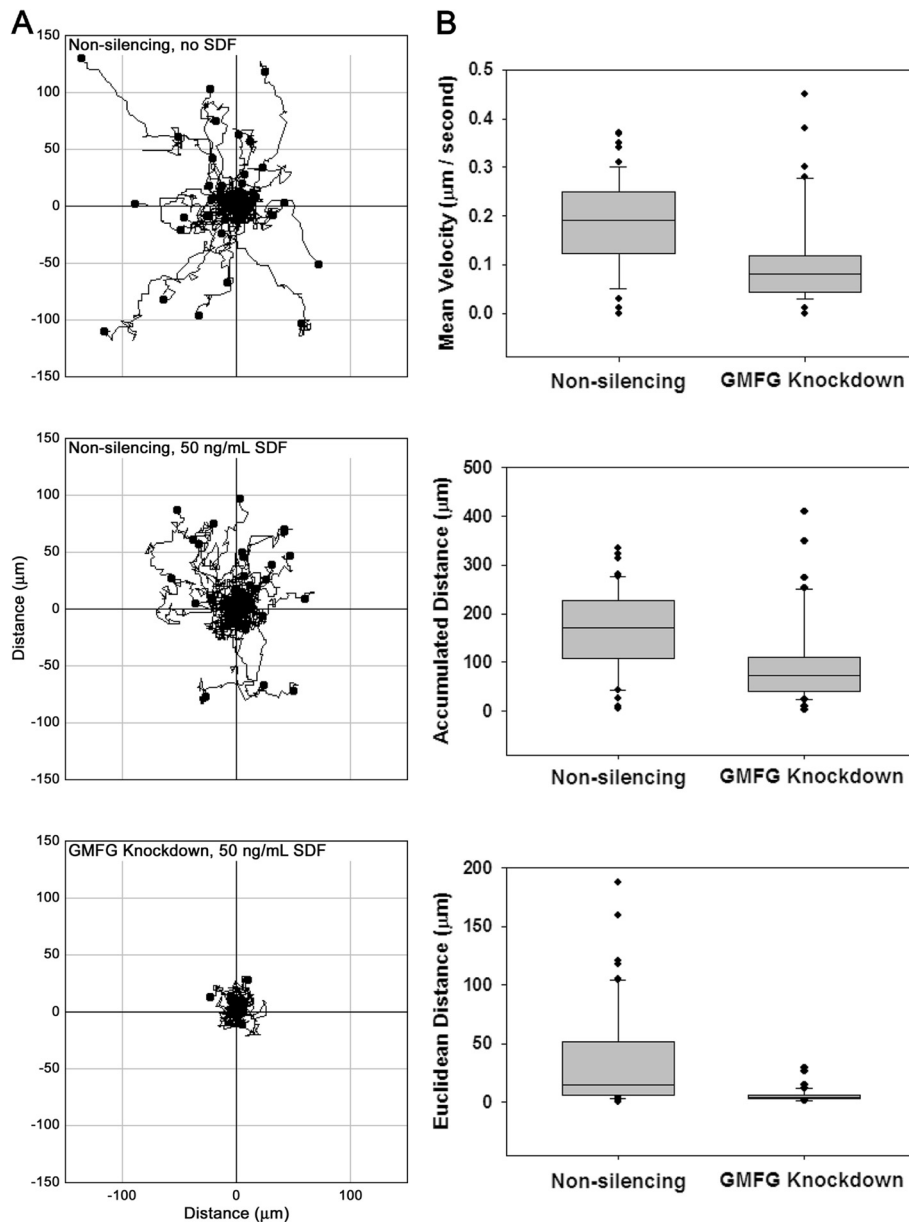 A
Non-silencing, no SDF
150
100
50
0
-50
-100
-150
Non-silencing, 50 ng/mL SDF
150
100
50
0
-50
-100
-150
Distance (μm)
GMFG Knockdown, 50 ng/mL SDF
150
100
50
0
-50
-100
-150
-100 0 100
Distance (μm)
B
Mean Velocity (μm / second)
0.5
0.4
0.3
0.2
0.1
0.0
Non-silencing GMFG Knockdown
Accumulated Distance (μm)
500
400
300
200
100
0
Non-silencing GMFG Knockdown
Euclidean Distance (μm)
200
150
100
50
0
Non-silencing GMFG Knockdown